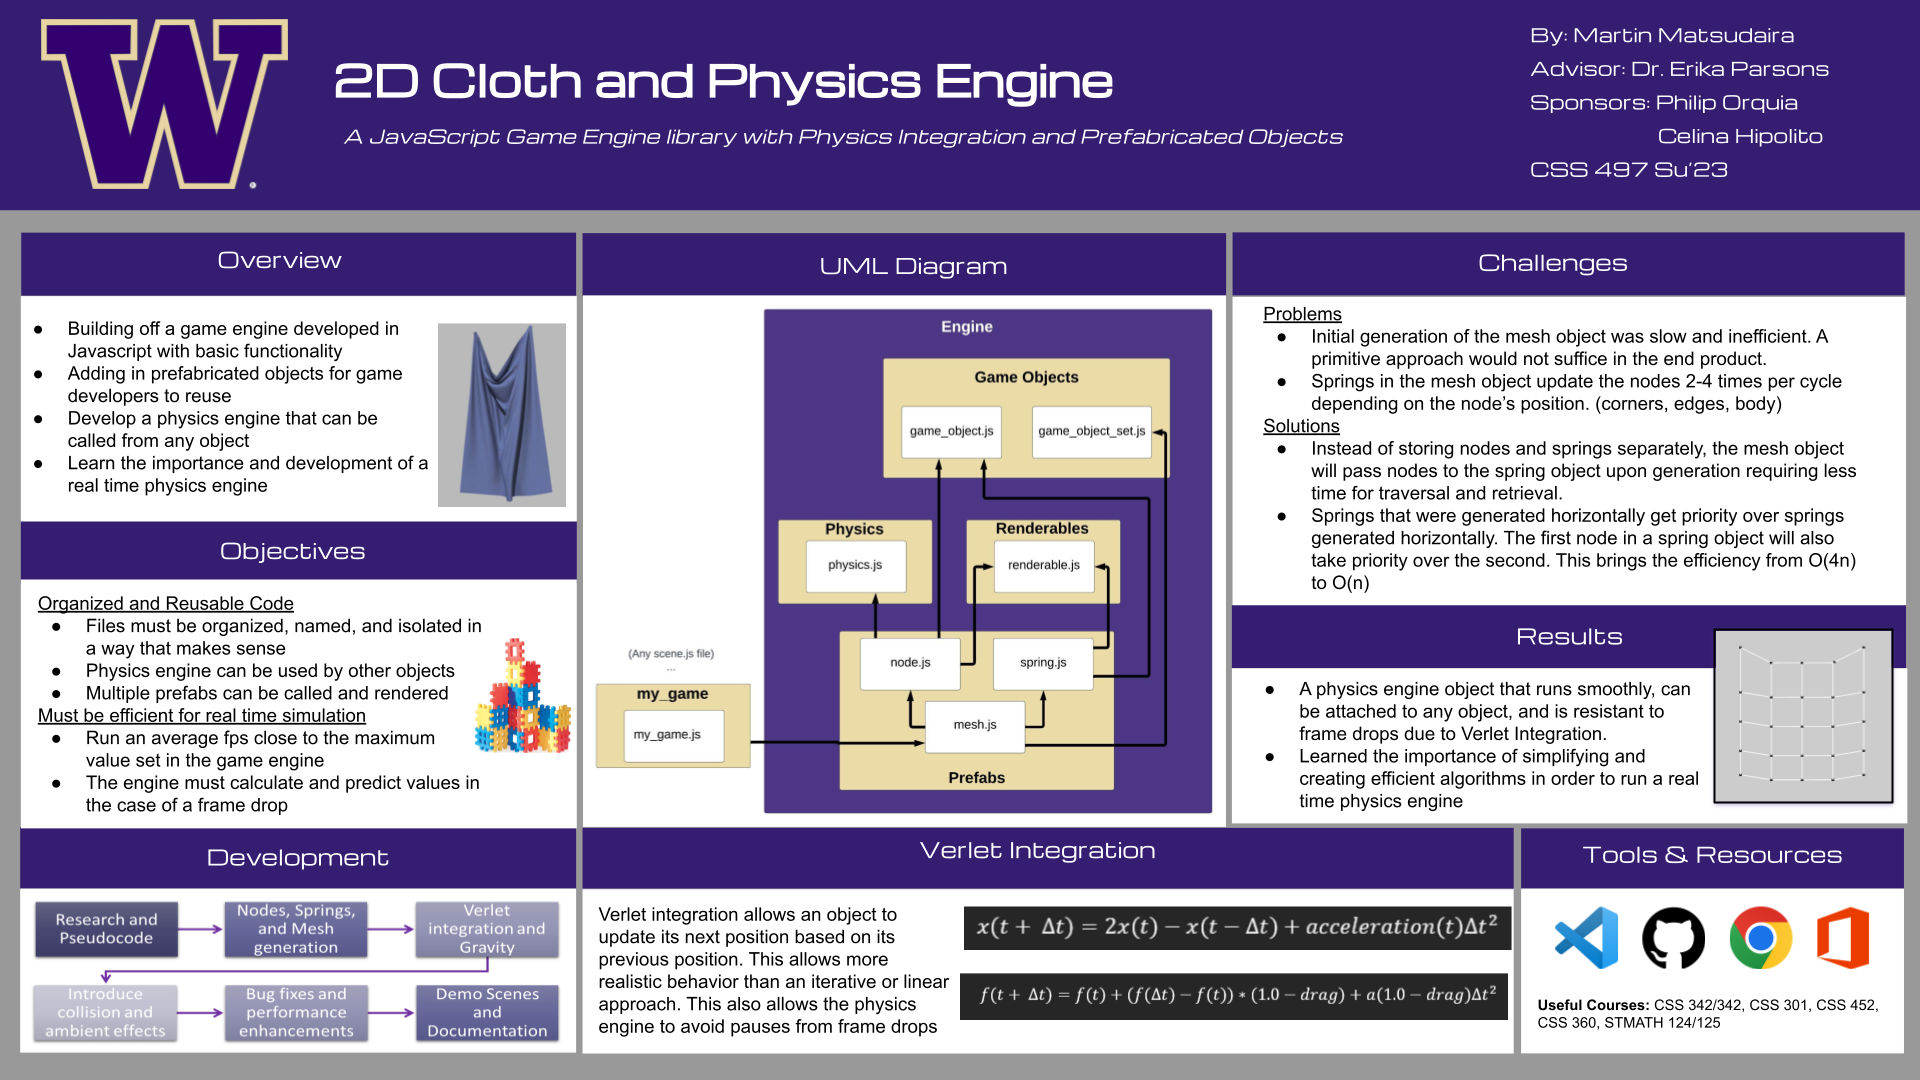 W
2D Cloth and Physics Engine
A JavaScript Game Engine library with Physics Integration and Prefabricated Objects
By: Martin Matsudaira
Advisor: Dr. Erika Parsons
Sponsors: Philip Orquia
Celina Hipolito
CSS 497 Su'23
Overview
● Building off a game engine developed in
Javascript with basic functionality
● Adding in prefabricated objects for game
developers to reuse
● Develop a physics engine that can be
called from any object
● Learn the importance and development of a
real time physics engine
Objectives
Organized and Reusable Code
● Files must be organized, named, and isolated in
a way that makes sense
● Physics engine can be used by other objects
● Multiple prefabs can be called and rendered
Must be efficient for real time simulation
● Run an average fps close to the maximum
value set in the game engine
● The engine must calculate and predict values in
the case of a frame drop
Development
Research and
Pseudocode
Nodes, Springs,
and Mesh
generation
Verlet
integration and
Gravity
Introduce
collision and
ambient effects
Bug fixes and
performance
enhancements
Demo Scenes
and
Documentation
UML Diagram
Engine
Game Objects
game_object.js
game_object_set.js
Physics
physics.js
Renderables
renderable.js
(Any scene.js file)
...
my_game
my_game.js
node.js
spring.js
mesh.js
Prefabs
Verlet Integration
Verlet integration allows an object to
update its next position based on its
previous position. This allows more
realistic behavior than an iterative or linear
approach. This also allows the physics
engine to avoid pauses from frame drops
x(t + Δt) = 2x(t) − x(t − Δt) + acceleration(t)Δt²
f(t + Δt) = f(t) + (f(Δt) − f(t)) ∗ (1.0 − drag) + a(1.0 − drag)Δt²
Challenges
Problems
● Initial generation of the mesh object was slow and inefficient. A
primitive approach would not suffice in the end product.
● Springs in the mesh object update the nodes 2-4 times per cycle
depending on the node's position. (corners, edges, body)
Solutions
● Instead of storing nodes and springs separately, the mesh object
will pass nodes to the spring object upon generation requiring less
time for traversal and retrieval.
● Springs that were generated horizontally get priority over springs
generated horizontally. The first node in a spring object will also
take priority over the second. This brings the efficiency from O(4n)
to O(n)
Results
● A physics engine object that runs smoothly, can
be attached to any object, and is resistant to
frame drops due to Verlet Integration.
● Learned the importance of simplifying and
creating efficient algorithms in order to run a real
time physics engine
Tools & Resources
Useful Courses: CSS 342/342, CSS 301, CSS 452,
CSS 360, STMATH 124/125